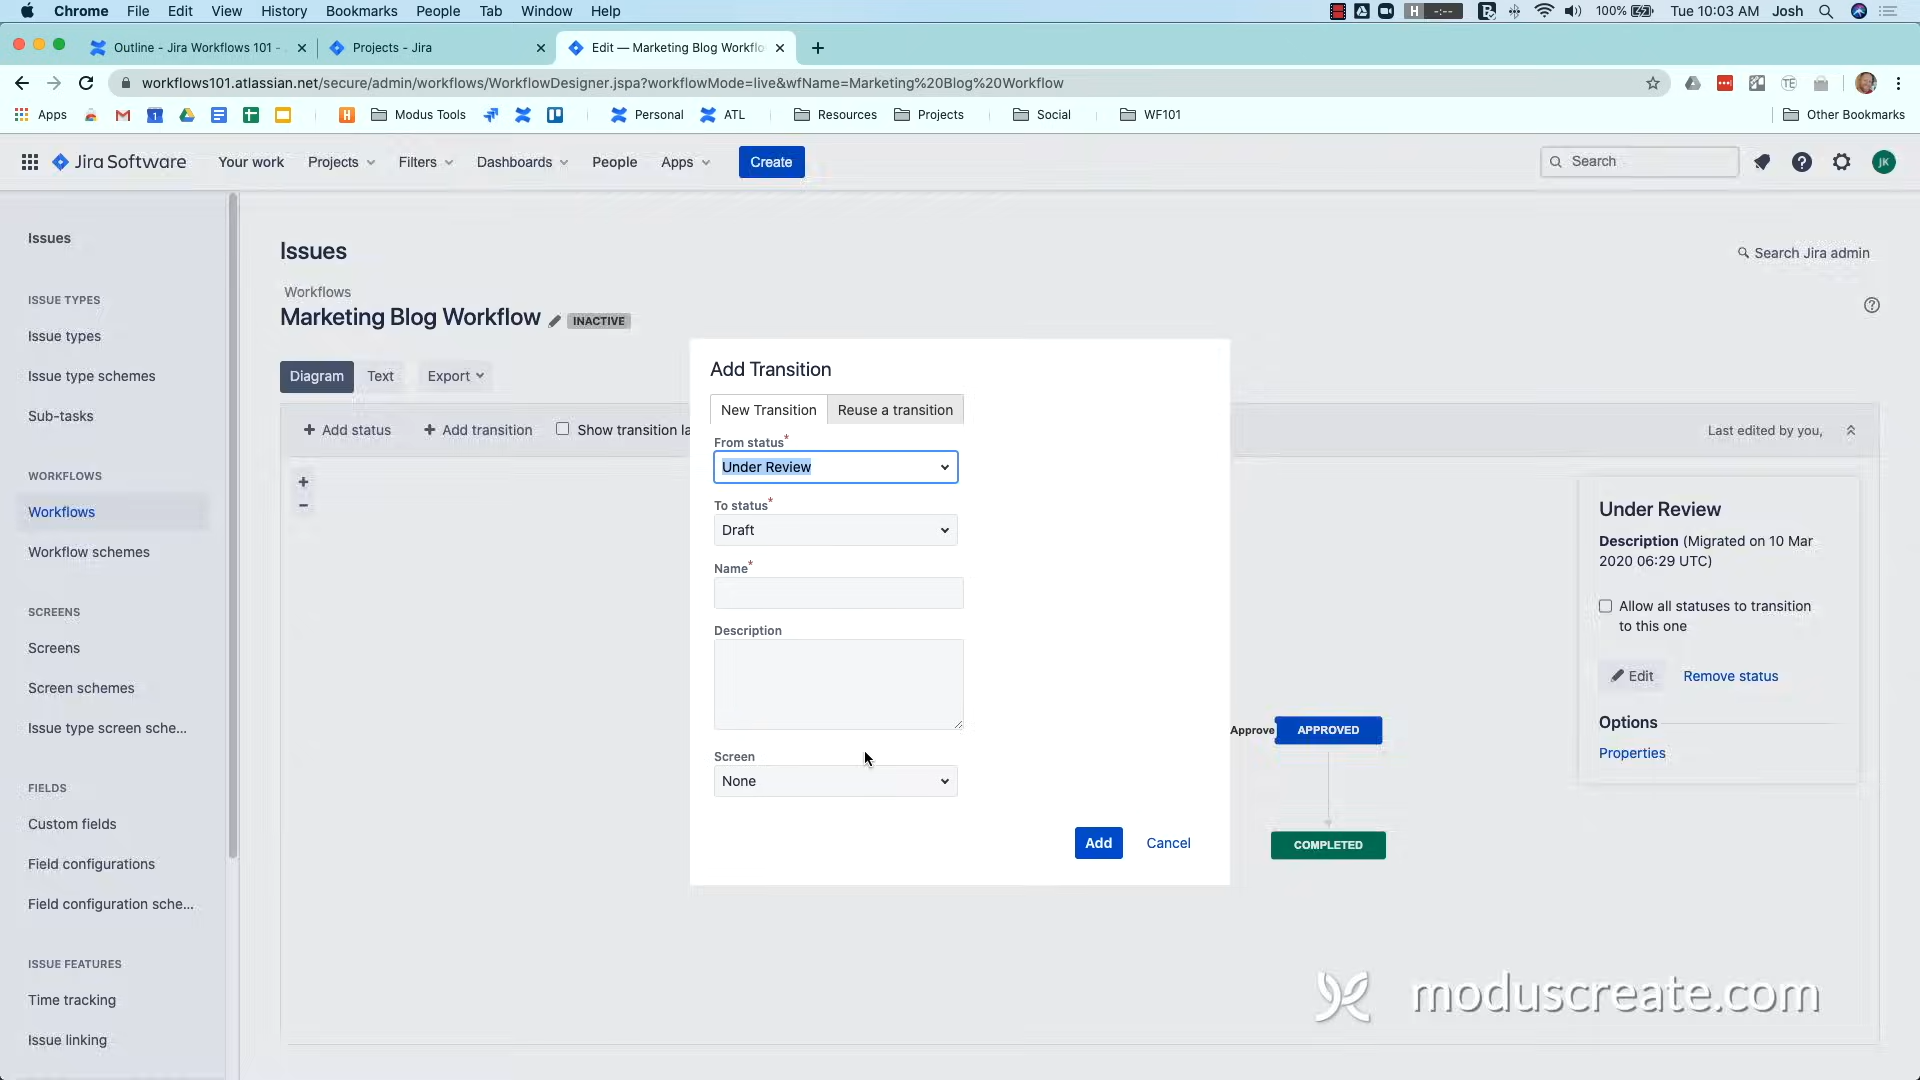 Chrome File Edit View History Bookmarks People Tab Window Help
H -:-- 100% Tue 10:03 AM Josh
Outline - Jira Workflows 101 -
Projects - Jira
Edit — Marketing Blog Workflo
workflows101.atlassian.net/secure/admin/workflows/WorkflowDesigner.jspa?workflowMode=live&wfName=Marketing%20Blog%20Workflow
TE
Apps
1
H
Modus Tools
Personal
ATL
Resources
Projects
Social
WF101
Other Bookmarks
Jira Software
Your work
Projects
Filters
Dashboards
People
Apps
Create
Search
JK
Issues
ISSUE TYPES
Issue types
Issue type schemes
Sub-tasks
WORKFLOWS
Workflows
Workflow schemes
SCREENS
Screens
Screen schemes
Issue type screen sche...
FIELDS
Custom fields
Field configurations
Field configuration sche...
ISSUE FEATURES
Time tracking
Issue linking
Issues
Search Jira admin
Workflows
Marketing Blog Workflow INACTIVE
Diagram Text Export
+ Add status + Add transition Show transition la
Last edited by you,
+
−
Add Transition
New Transition
Reuse a transition
From status*
Under Review
To status*
Draft
Name*
Description
Screen
None
Add Cancel
Approve
APPROVED
COMPLETED
Under Review
Description (Migrated on 10 Mar
2020 06:29 UTC)
Allow all statuses to transition
to this one
Edit Remove status
Options
Properties
moduscreate.com